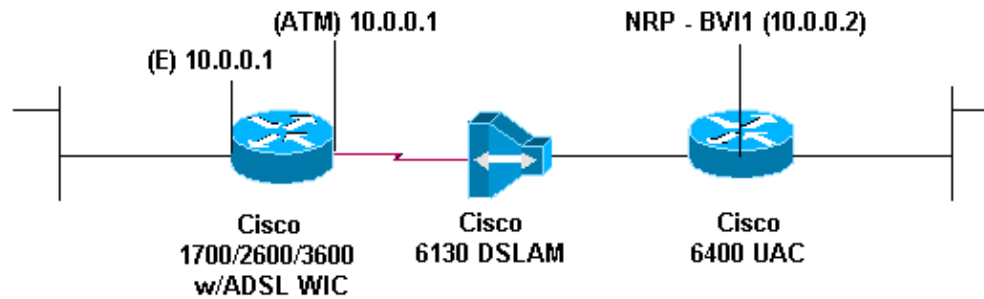 (ATM) 10.0.0.1
NRP - BVI1 (10.0.0.2)
(E) 10.0.0.1
Cisco
1700/2600/3600
w/ADSL WIC
Cisco
6130 DSLAM
Cisco
6400 UAC